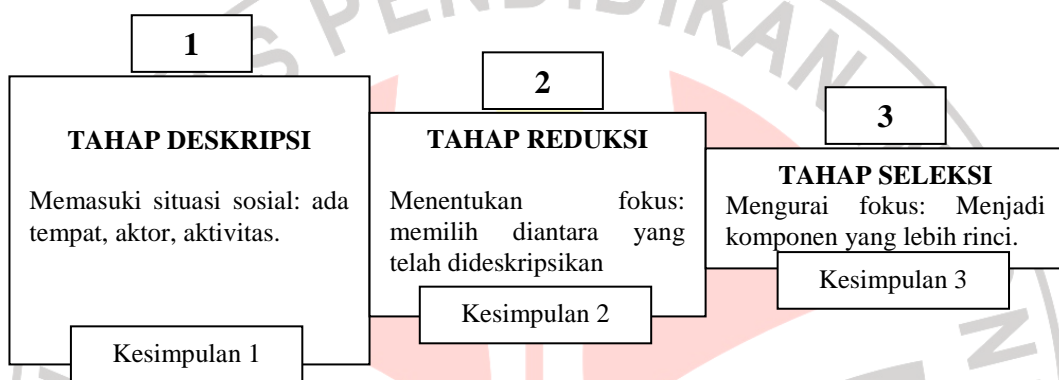 1
TAHAP DESKRIPSI
Memasuki situasi sosial: ada
tempat, aktor, aktivitas.
Kesimpulan 1
2
TAHAP REDUKSI
Menentukan fokus:
memilih diantara yang
telah dideskripsikan
Kesimpulan 2
3
TAHAP SELEKSI
Mengurai fokus: Menjadi
komponen yang lebih rinci.
Kesimpulan 3
PENDIDIKAN